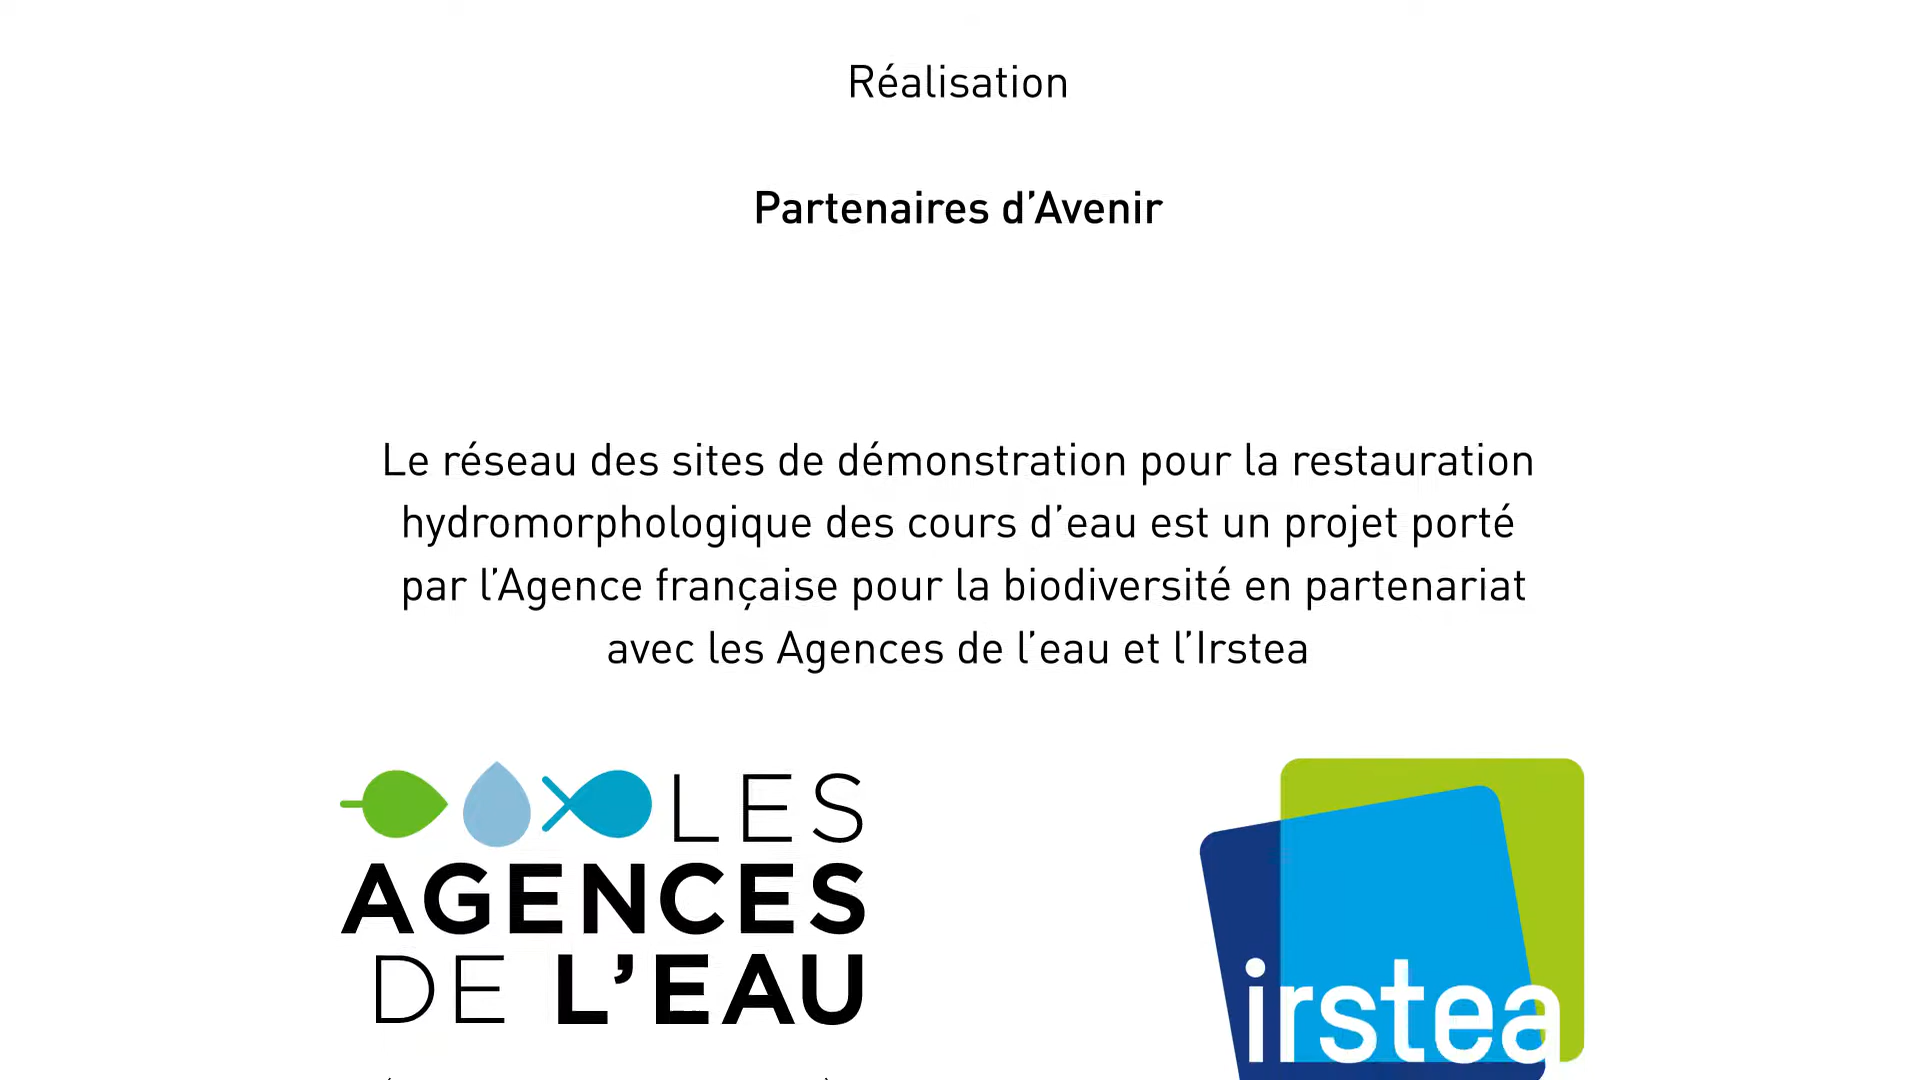 Réalisation
Partenaires d’Avenir
Le réseau des sites de démonstration pour la restauration
hydromorphologique des cours d’eau est un projet porté
par l’Agence française pour la biodiversité en partenariat
avec les Agences de l’eau et l’Irstea
LES
AGENCES
DE L’EAU
irstea